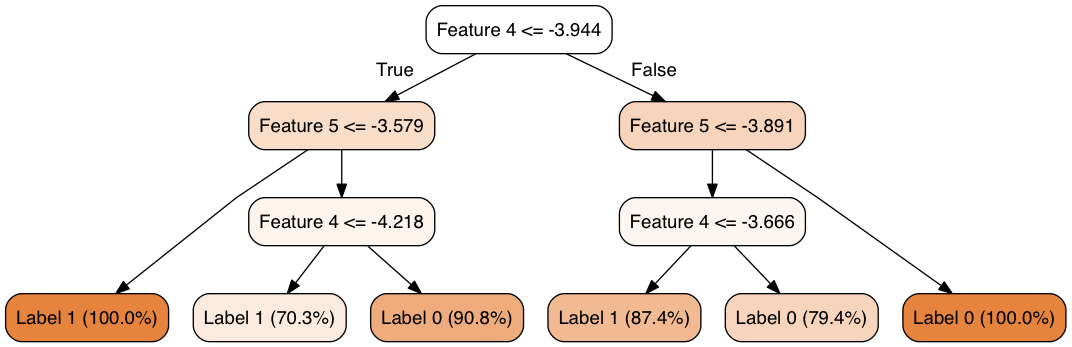 Feature 4 <= -3.944
True
False
Feature 5 <= -3.579
Feature 5 <= -3.891
Feature 4 <= -4.218
Feature 4 <= -3.666
Label 1 (100.0%)
Label 1 (70.3%)
Label 0 (90.8%)
Label 1 (87.4%)
Label 0 (79.4%)
Label 0 (100.0%)